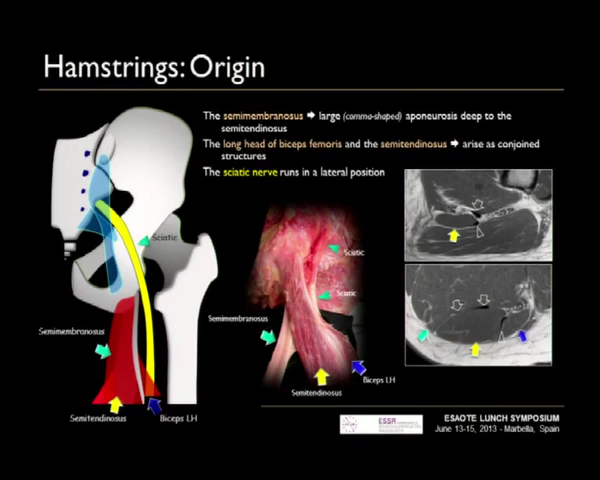 Hamstrings: Origin
The semimembranosus → large (comma-shaped) aponeurosis deep to the
semitendinosus
The long head of biceps femoris and the semitendinosus → arise as conjoined
structures
The sciatic nerve runs in a lateral position
Sciatic
Sciatic
Sciatic
Semimembranosus
Semimembranosus
Biceps LH
Semitendinosus
Semitendinosus
Biceps LH
ESSR
ESAOTE LUNCH SYMPOSIUM
June 13-15, 2013 - Marbella, Spain